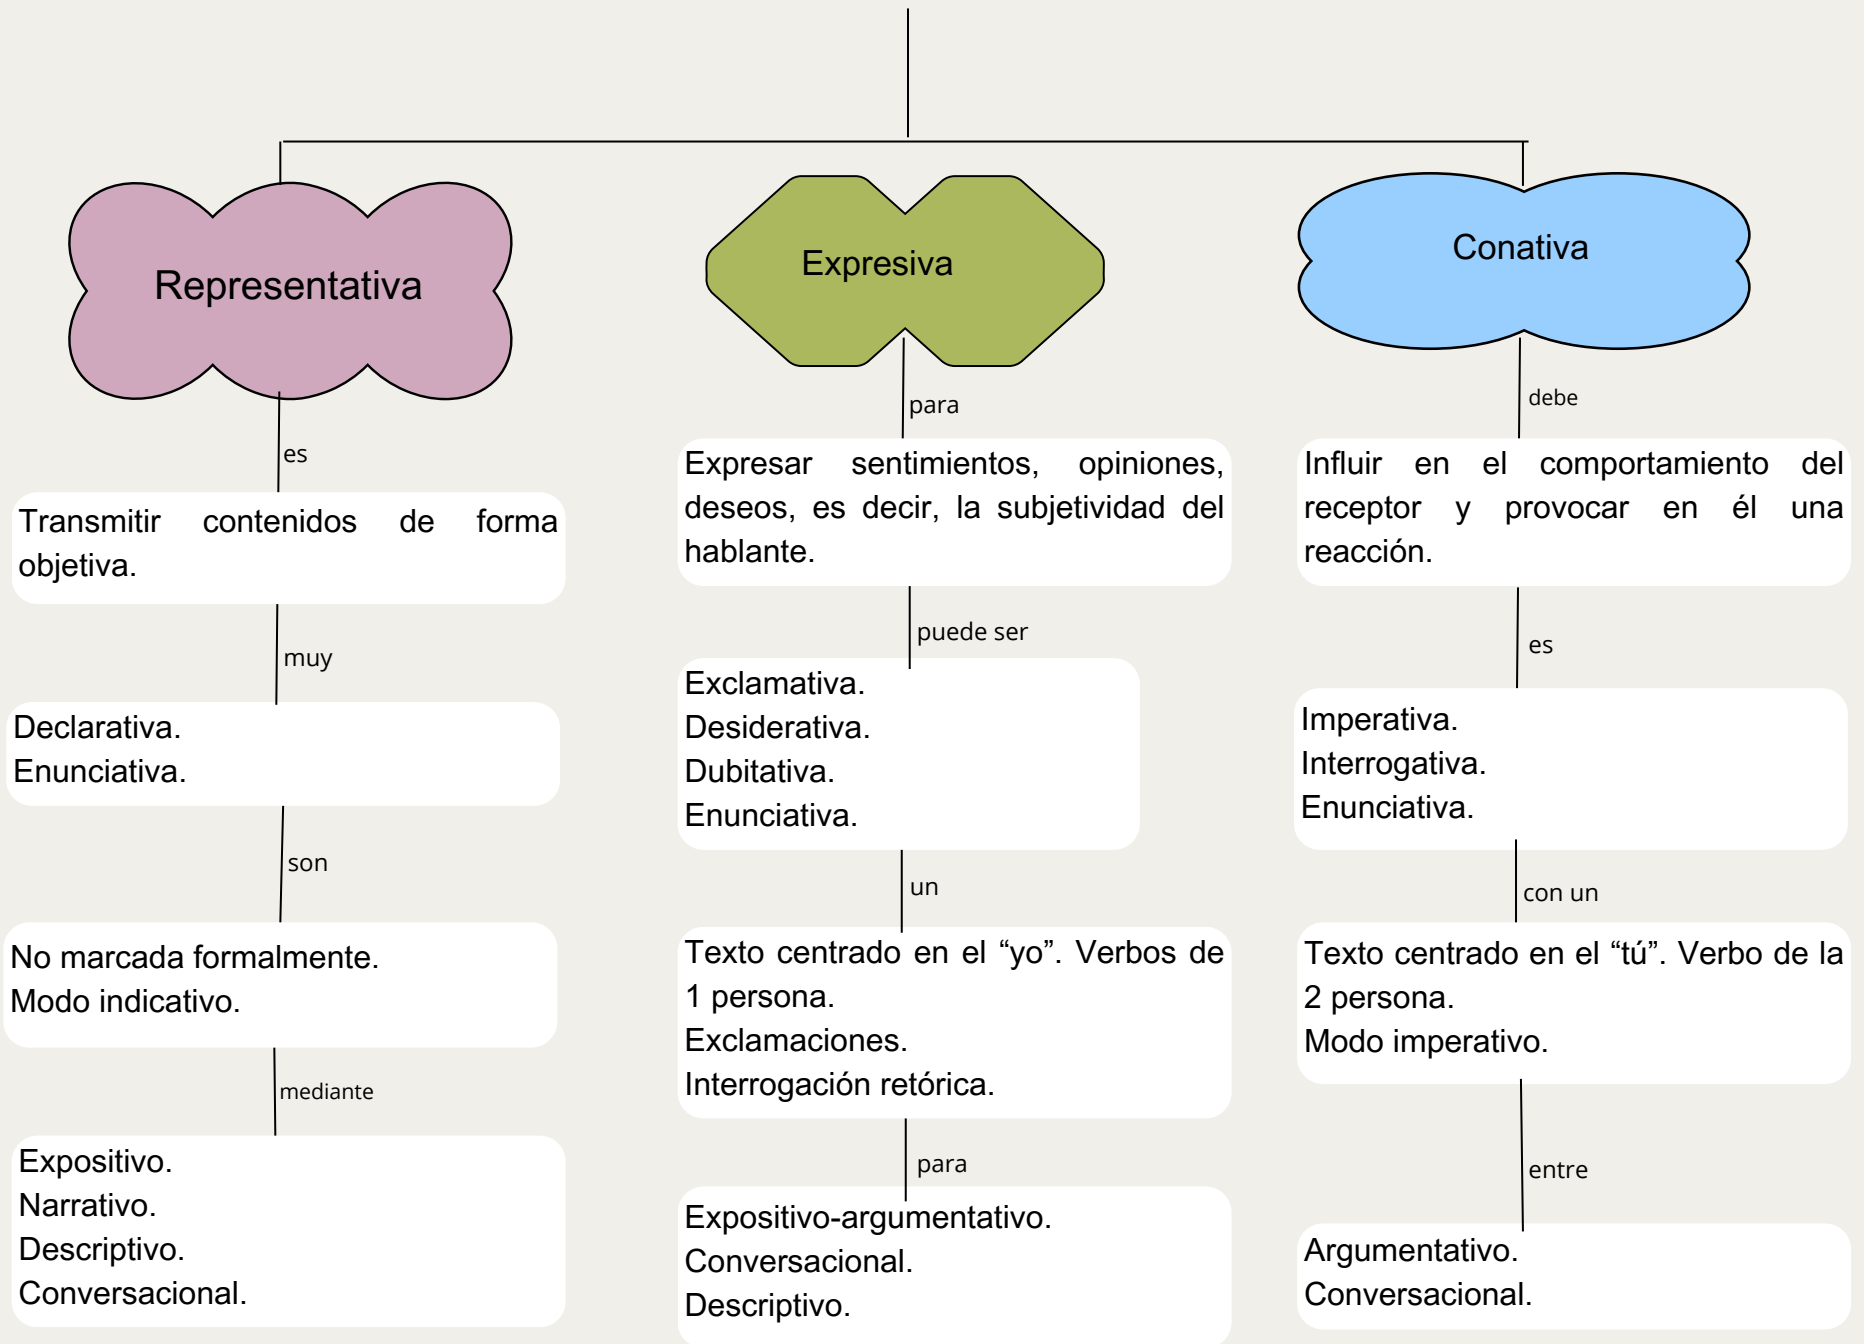 Representativa
es
Transmitir contenidos de forma
objetiva.
muy
Declarativa.
Enunciativa.
son
No marcada formalmente.
Modo indicativo.
mediante
Expositivo.
Narrativo.
Descriptivo.
Conversacional.
Expresiva
para
Expresar sentimientos, opiniones,
deseos, es decir, la subjetividad del
hablante.
puede ser
Exclamativa.
Desiderativa.
Dubitativa.
Enunciativa.
un
Texto centrado en el “yo”. Verbos de
1 persona.
Exclamaciones.
Interrogación retórica.
para
Expositivo-argumentativo.
Conversacional.
Descriptivo.
Conativa
debe
Influir en el comportamiento del
receptor y provocar en él una
reacción.
es
Imperativa.
Interrogativa.
Enunciativa.
con un
Texto centrado en el “tú”. Verbo de la
2 persona.
Modo imperativo.
entre
Argumentativo.
Conversacional.